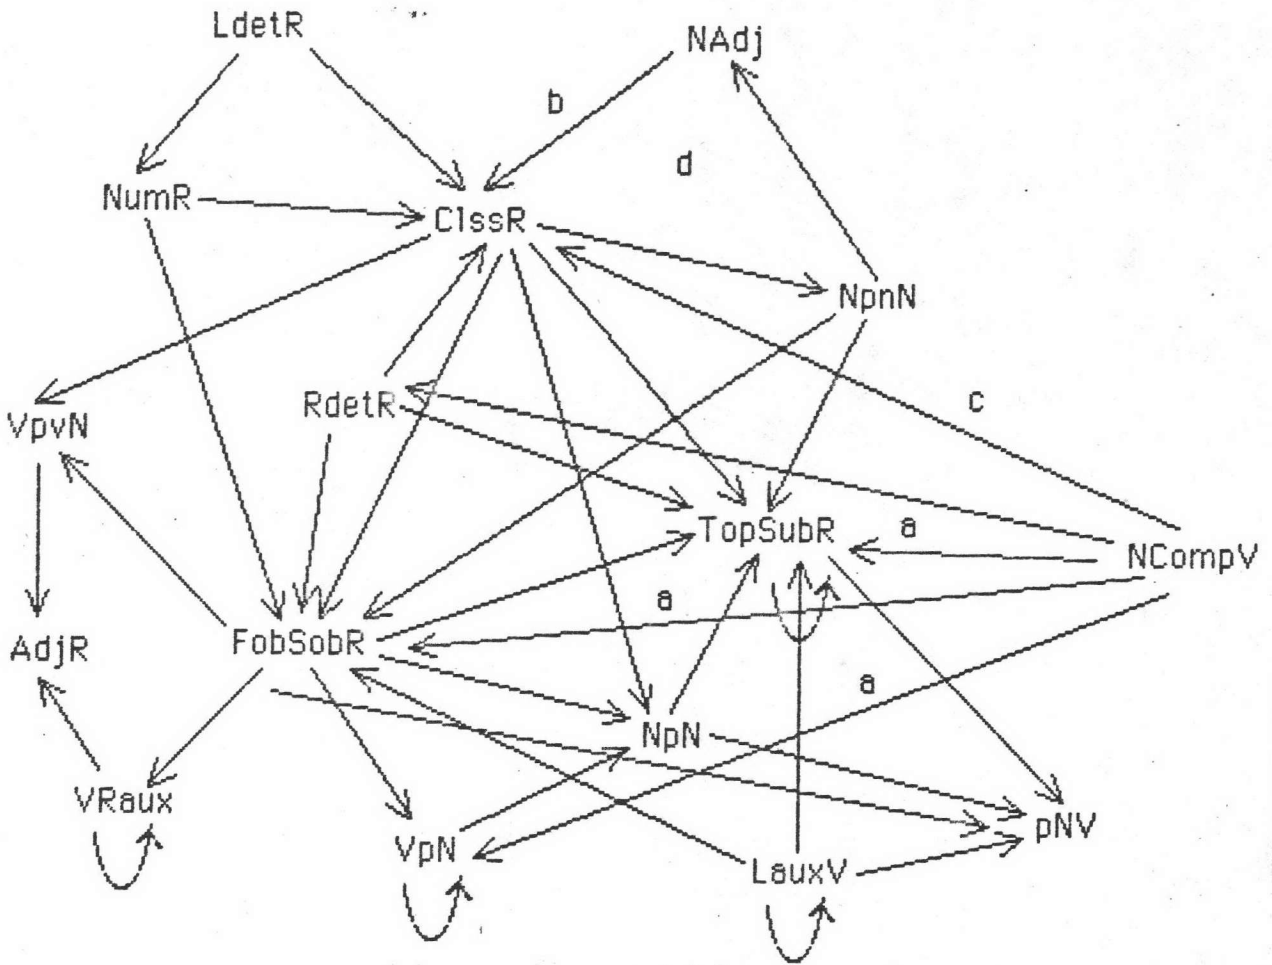 LdetR
NAdj
b
d
NumR
ClssR
NpnN
c
RdetR
VpvN
TopSubR
a
NCompV
a
AdjR
FobSobR
a
NpN
VRaux
pNV
VpN
LauxV